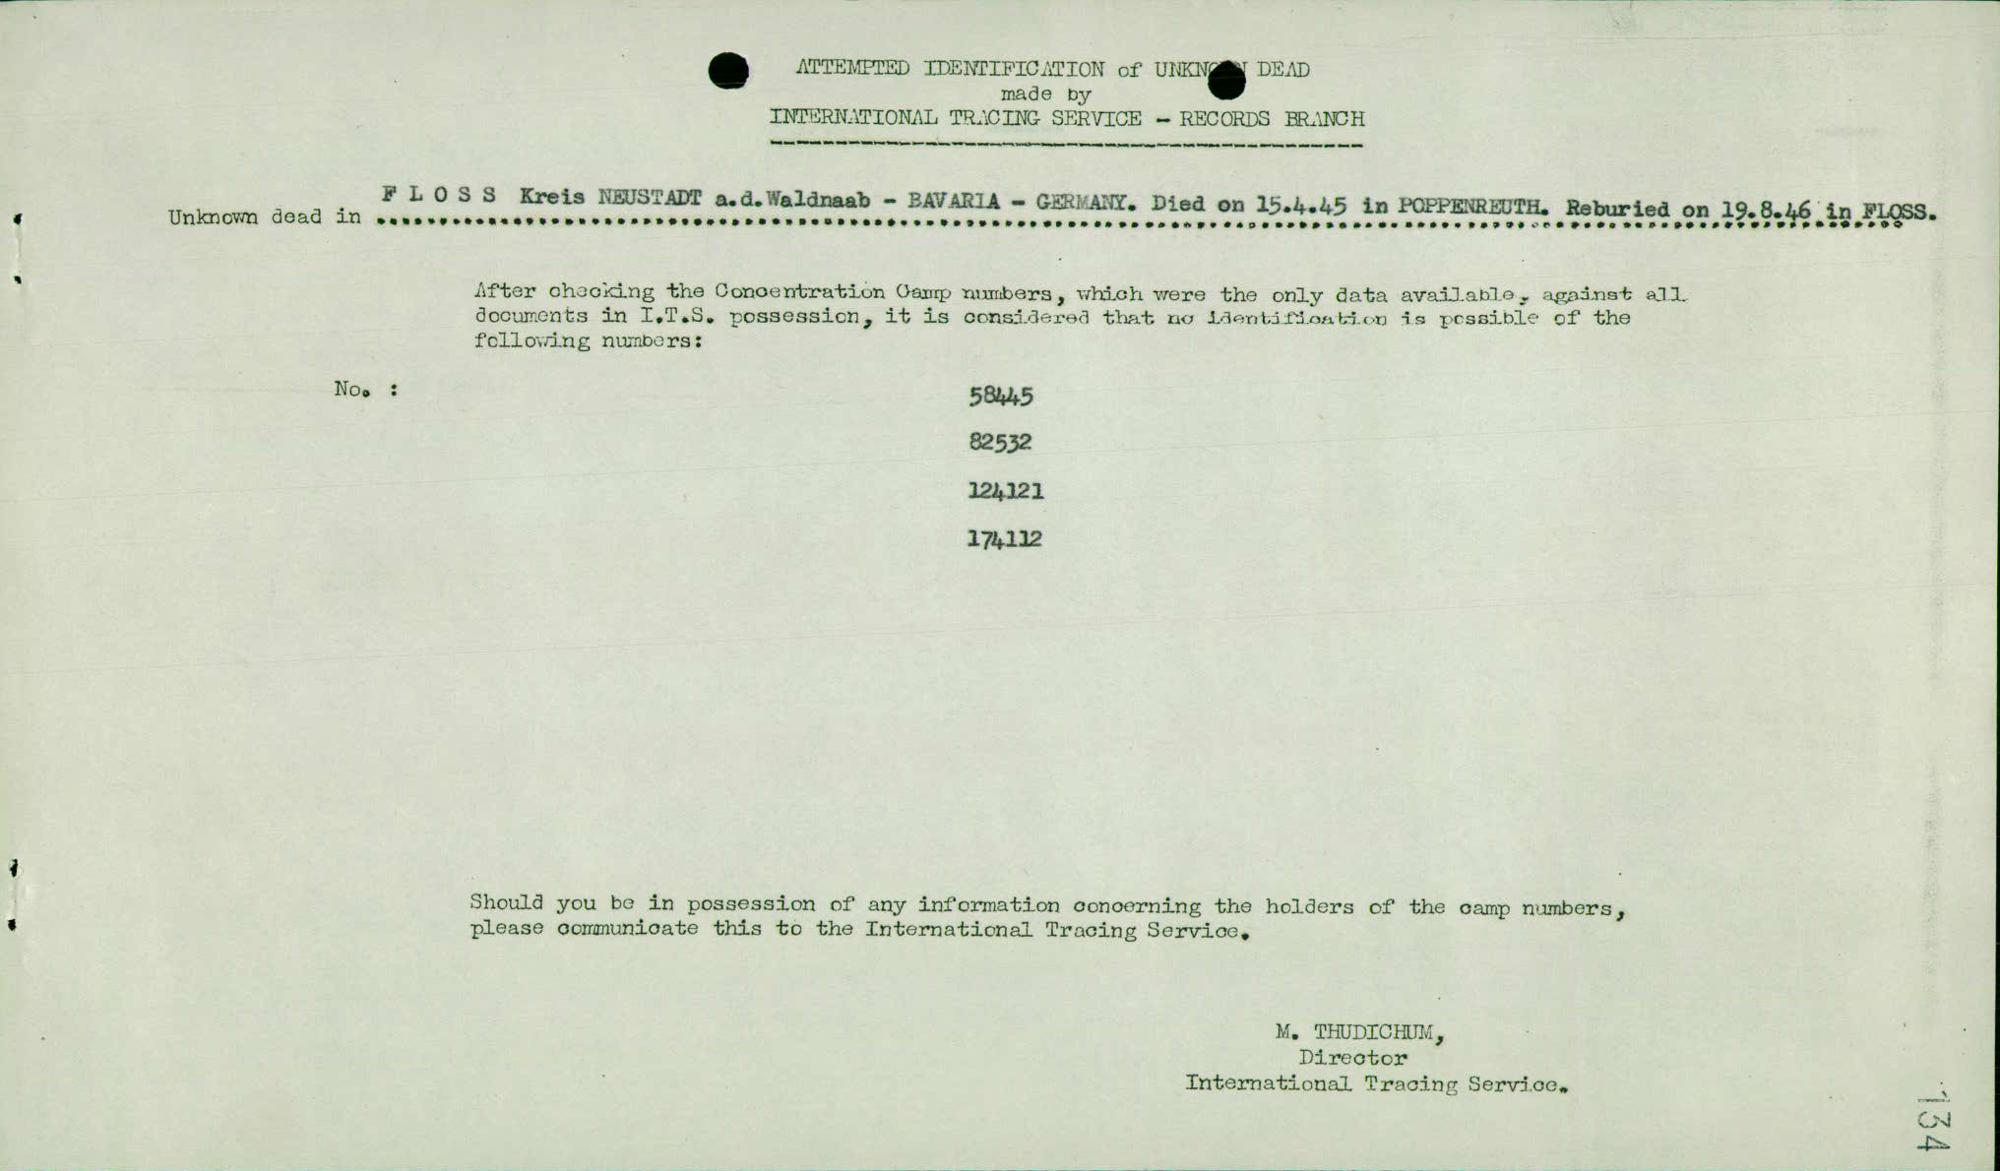 ATTEMPTED IDENTIFICATION of UNKNOWN DEAD
made by
INTERNATIONAL TRACING SERVICE - RECORDS BRANCH
Unknown dead in F L O S S Kreis NEUSTADT a.d.Waldnaab - BAVARIA - GERMANY. Died on 15.4.45 in POPPENREUTH. Reburied on 19.8.46 in FLOSS.
After checking the Concentration Camp numbers, which were the only data available, against all
documents in I.T.S. possession, it is considered that no identification is possible of the
following numbers:
No. :
58445
82532
124121
174112
Should you be in possession of any information concerning the holders of the camp numbers,
please communicate this to the International Tracing Service.
M. THUDICHUM,
Director
International Tracing Service.
134